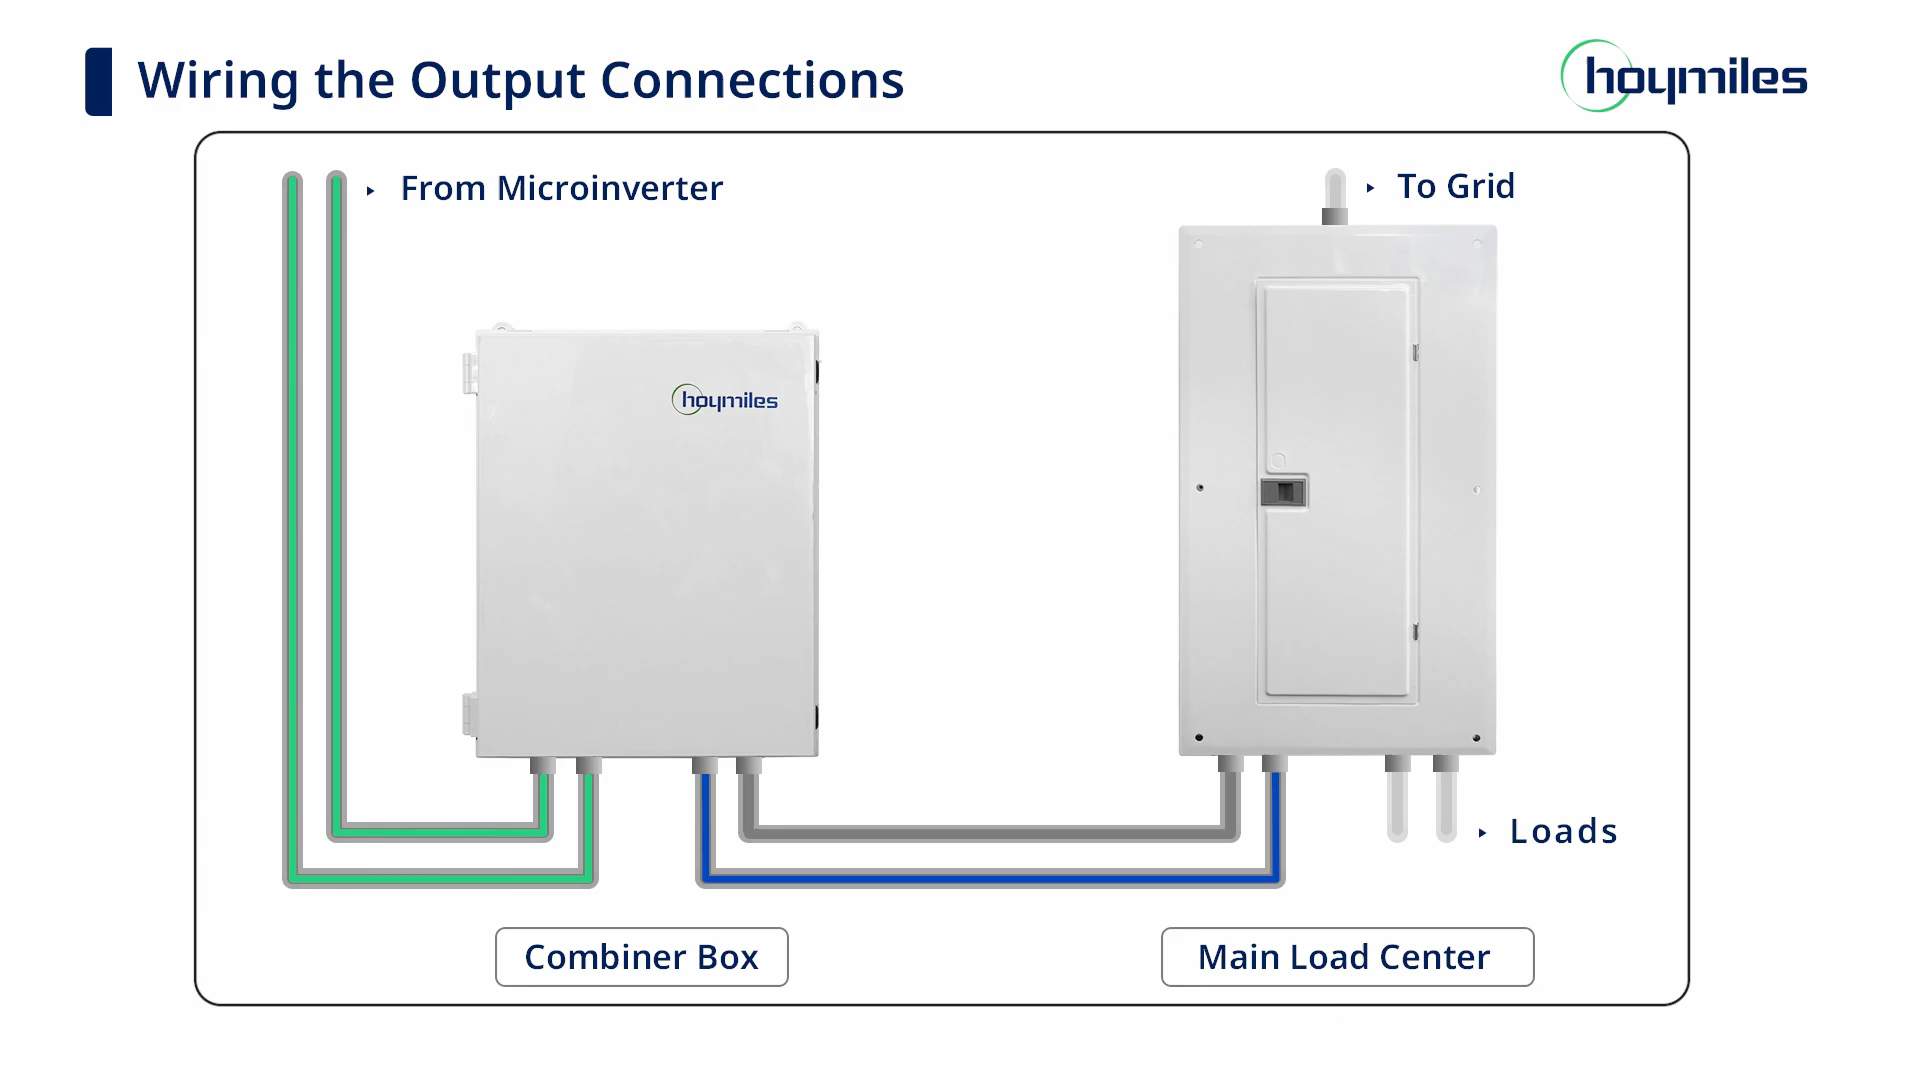 Wiring the Output Connections
hoymiles
From Microinverter
To Grid
hoymiles
Loads
Combiner Box
Main Load Center